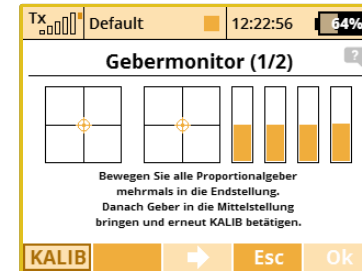 Tx Default 12:22:56 64%
Gebermonitor (1/2) ?
Bewegen Sie alle Proportionalgeber
mehrmals in die Endstellung.
Danach Geber in die Mittelstellung
bringen und erneut KALIB betätigen.
KALIB Esc Ok